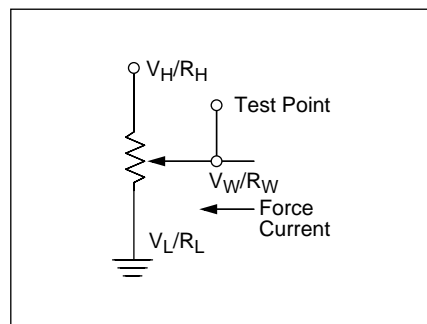 VH/RH
Test Point
VW/RW
Force
Current
VL/RL